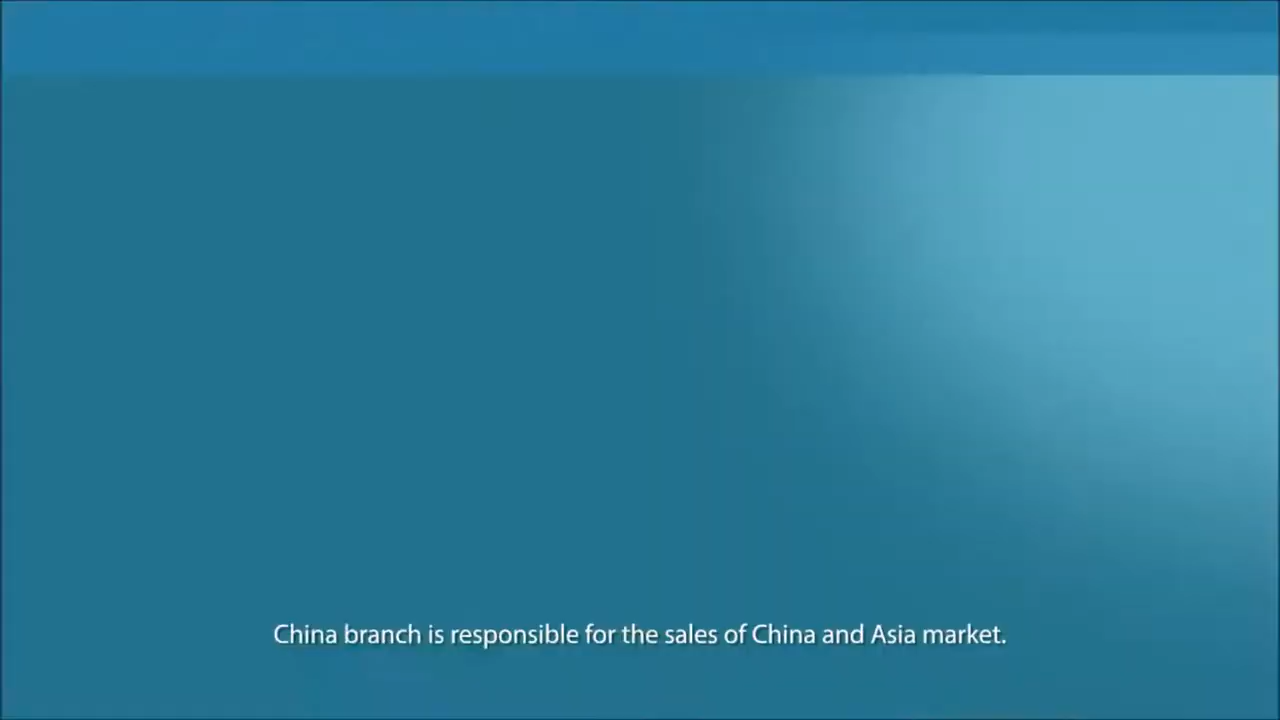 China branch is responsible for the sales of China and Asia market.